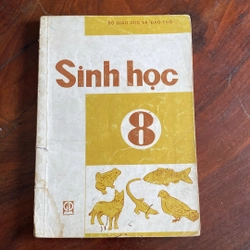 BỘ GIÁO DỤC VÀ ĐÀO TẠO
Sinh học
8